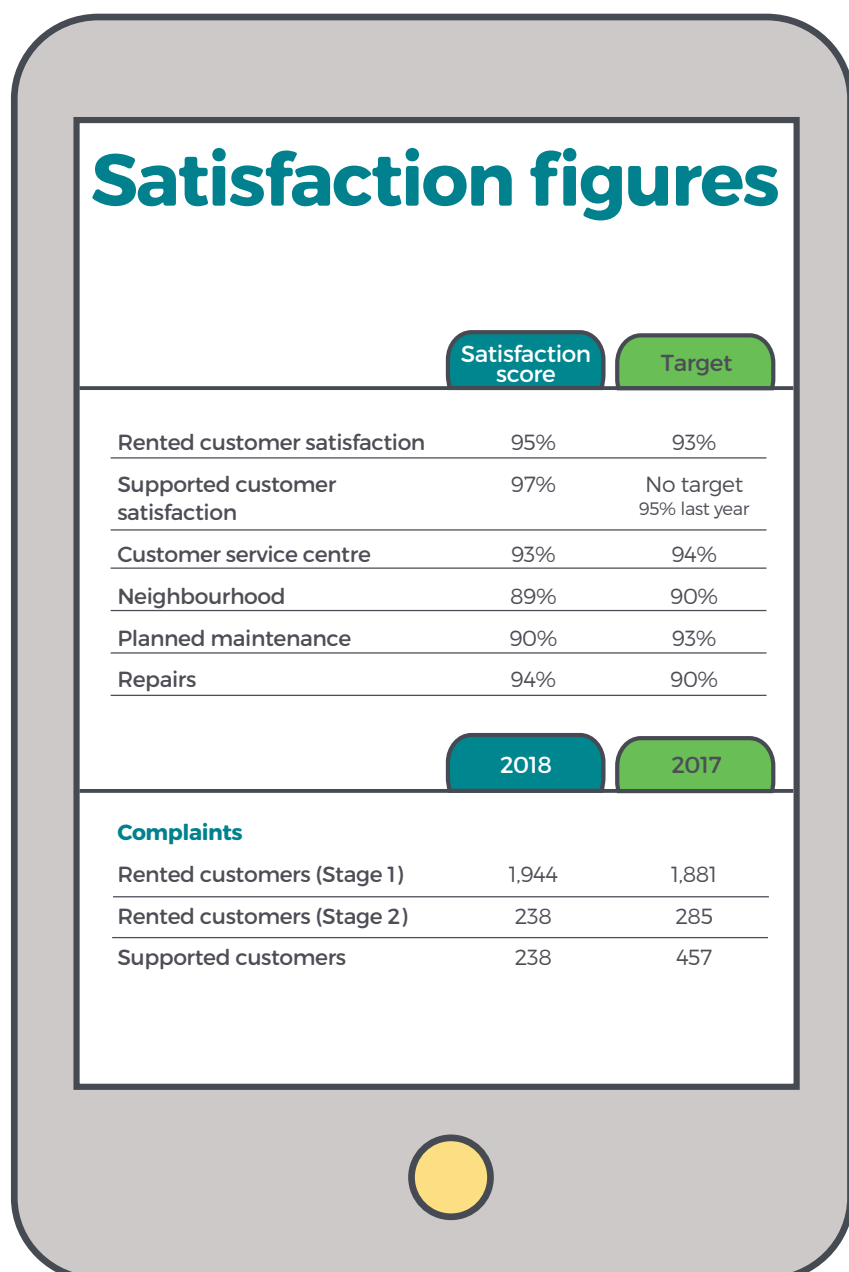 Satisfaction figures
Satisfaction
score
Target
Rented customer satisfaction 95% 93%
Supported customer 97% No target
satisfaction 95% last year
Customer service centre 93% 94%
Neighbourhood 89% 90%
Planned maintenance 90% 93%
Repairs 94% 90%
2018 2017
Complaints
Rented customers (Stage 1) 1,944 1,881
Rented customers (Stage 2) 238 285
Supported customers 238 457